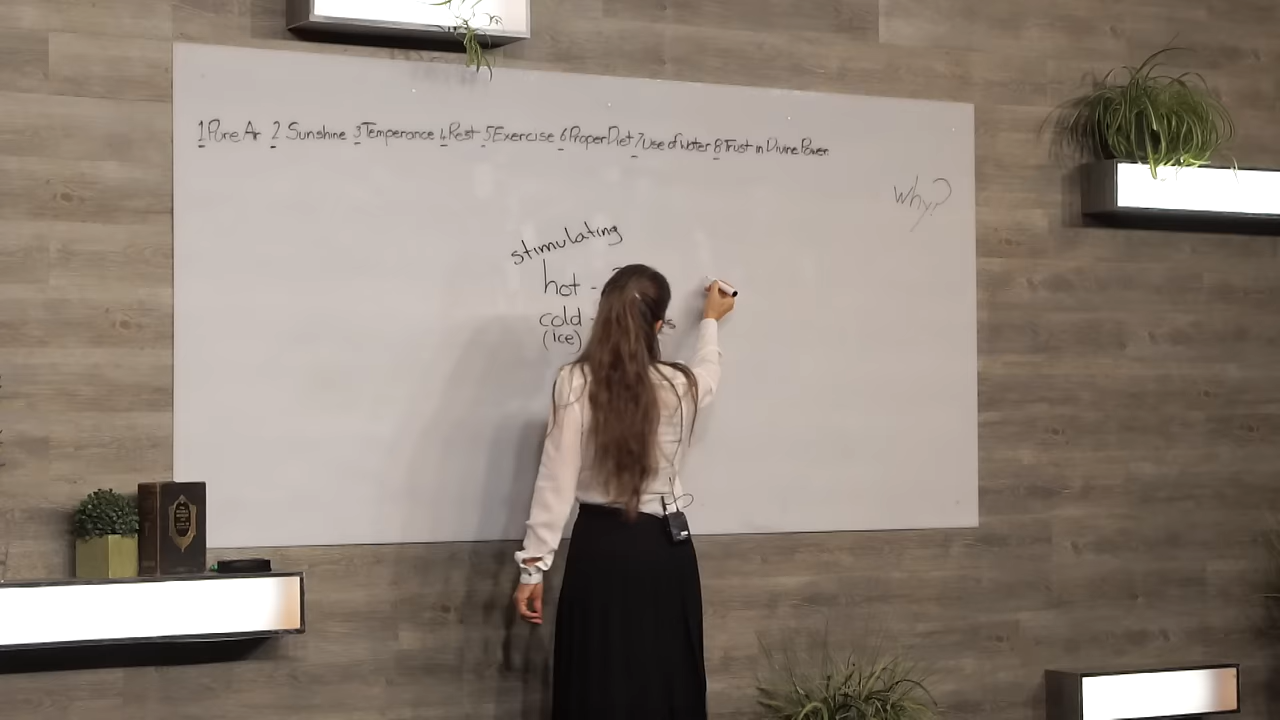 1 Pure Air 2 Sunshine 3 Temperance 4 Rest 5 Exercise 6 Proper Diet 7 Use of Water 8 Trust in Divine Power
Why?
stimulating
hot -
cold -
(ice)